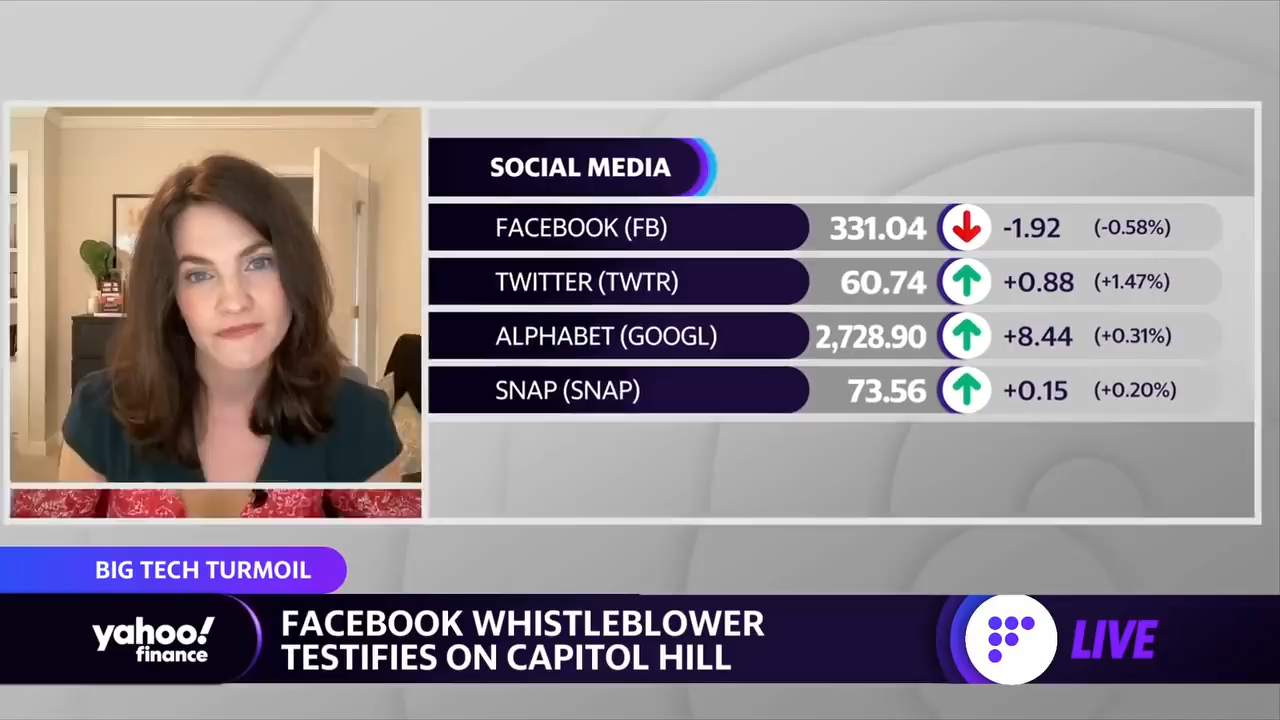 SOCIAL MEDIA
FACEBOOK (FB) 331.04 -1.92 (-0.58%)
TWITTER (TWTR) 60.74 +0.88 (+1.47%)
ALPHABET (GOOGL) 2,728.90 +8.44 (+0.31%)
SNAP (SNAP) 73.56 +0.15 (+0.20%)
BIG TECH TURMOIL
yahoo!
finance
FACEBOOK WHISTLEBLOWER
TESTIFIES ON CAPITOL HILL
LIVE